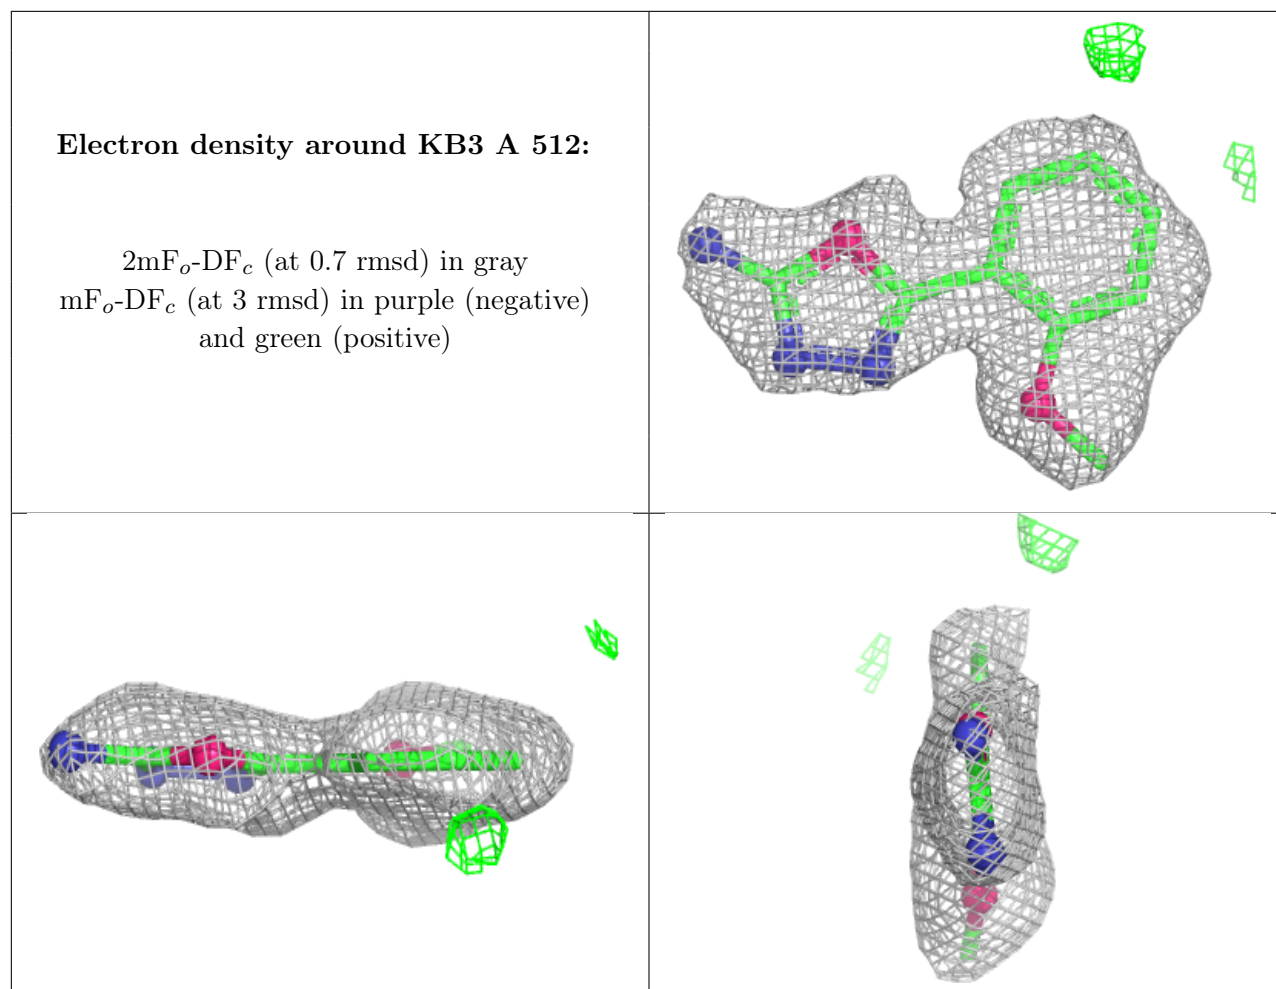 Electron density around KB3 A 512:
2mFo-DFc (at 0.7 rmsd) in gray
mFo-DFc (at 3 rmsd) in purple (negative)
and green (positive)